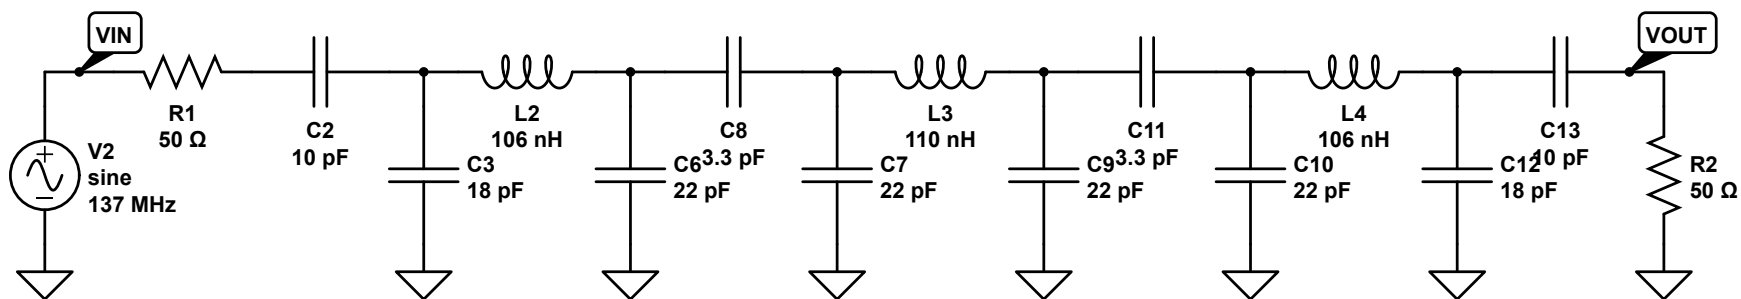 VIN
VOUT
+
R1
50 Ω
C2
10 pF
L2
106 nH
C8
3.3 pF
L3
110 nH
C11
3.3 pF
L4
106 nH
C13
10 pF
V2
sine
137 MHz
C3
18 pF
C6
22 pF
C7
22 pF
C9
22 pF
C10
22 pF
C12
18 pF
R2
50 Ω